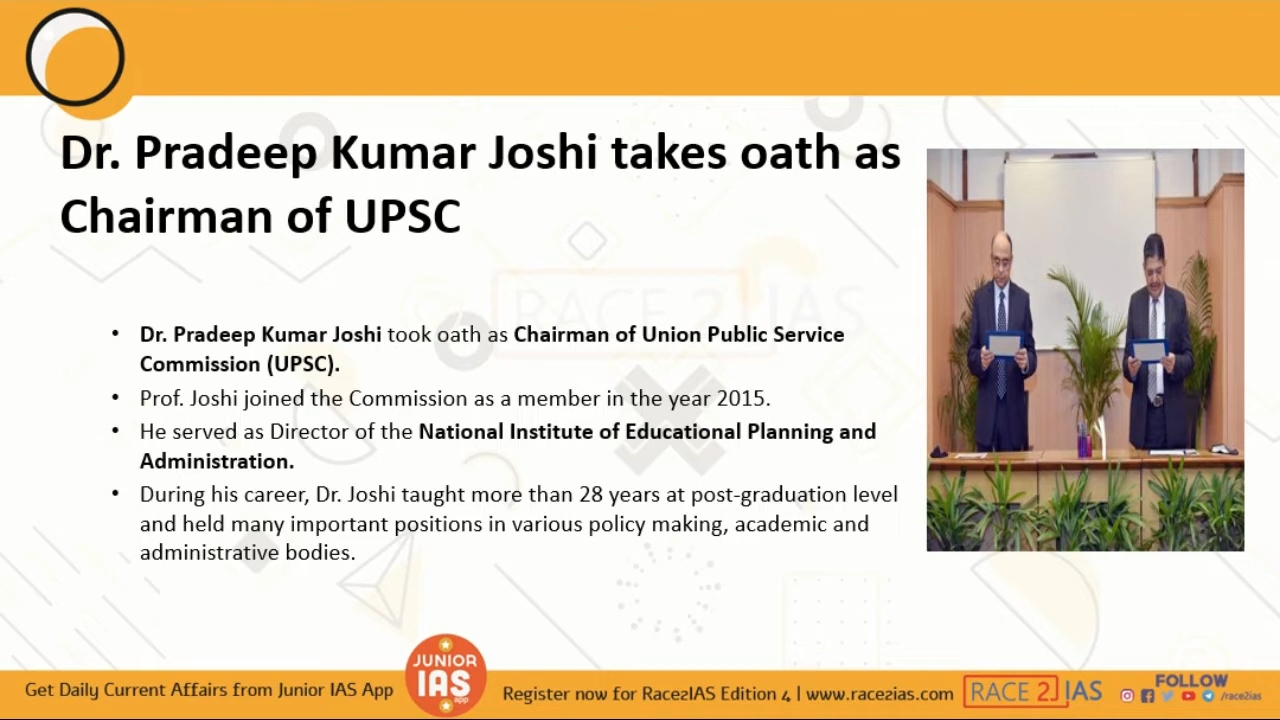 Dr. Pradeep Kumar Joshi takes oath as
Chairman of UPSC
RACE 2 IAS
• Dr. Pradeep Kumar Joshi took oath as Chairman of Union Public Service
Commission (UPSC).
• Prof. Joshi joined the Commission as a member in the year 2015.
• He served as Director of the National Institute of Educational Planning and
Administration.
• During his career, Dr. Joshi taught more than 28 years at post-graduation level
and held many important positions in various policy making, academic and
administrative bodies.
Get Daily Current Affairs from Junior IAS App
JUNIOR
IAS
app
Register now for Race2IAS Edition 4 | www.race2ias.com
RACE 2 IAS
FOLLOW
/race2ias